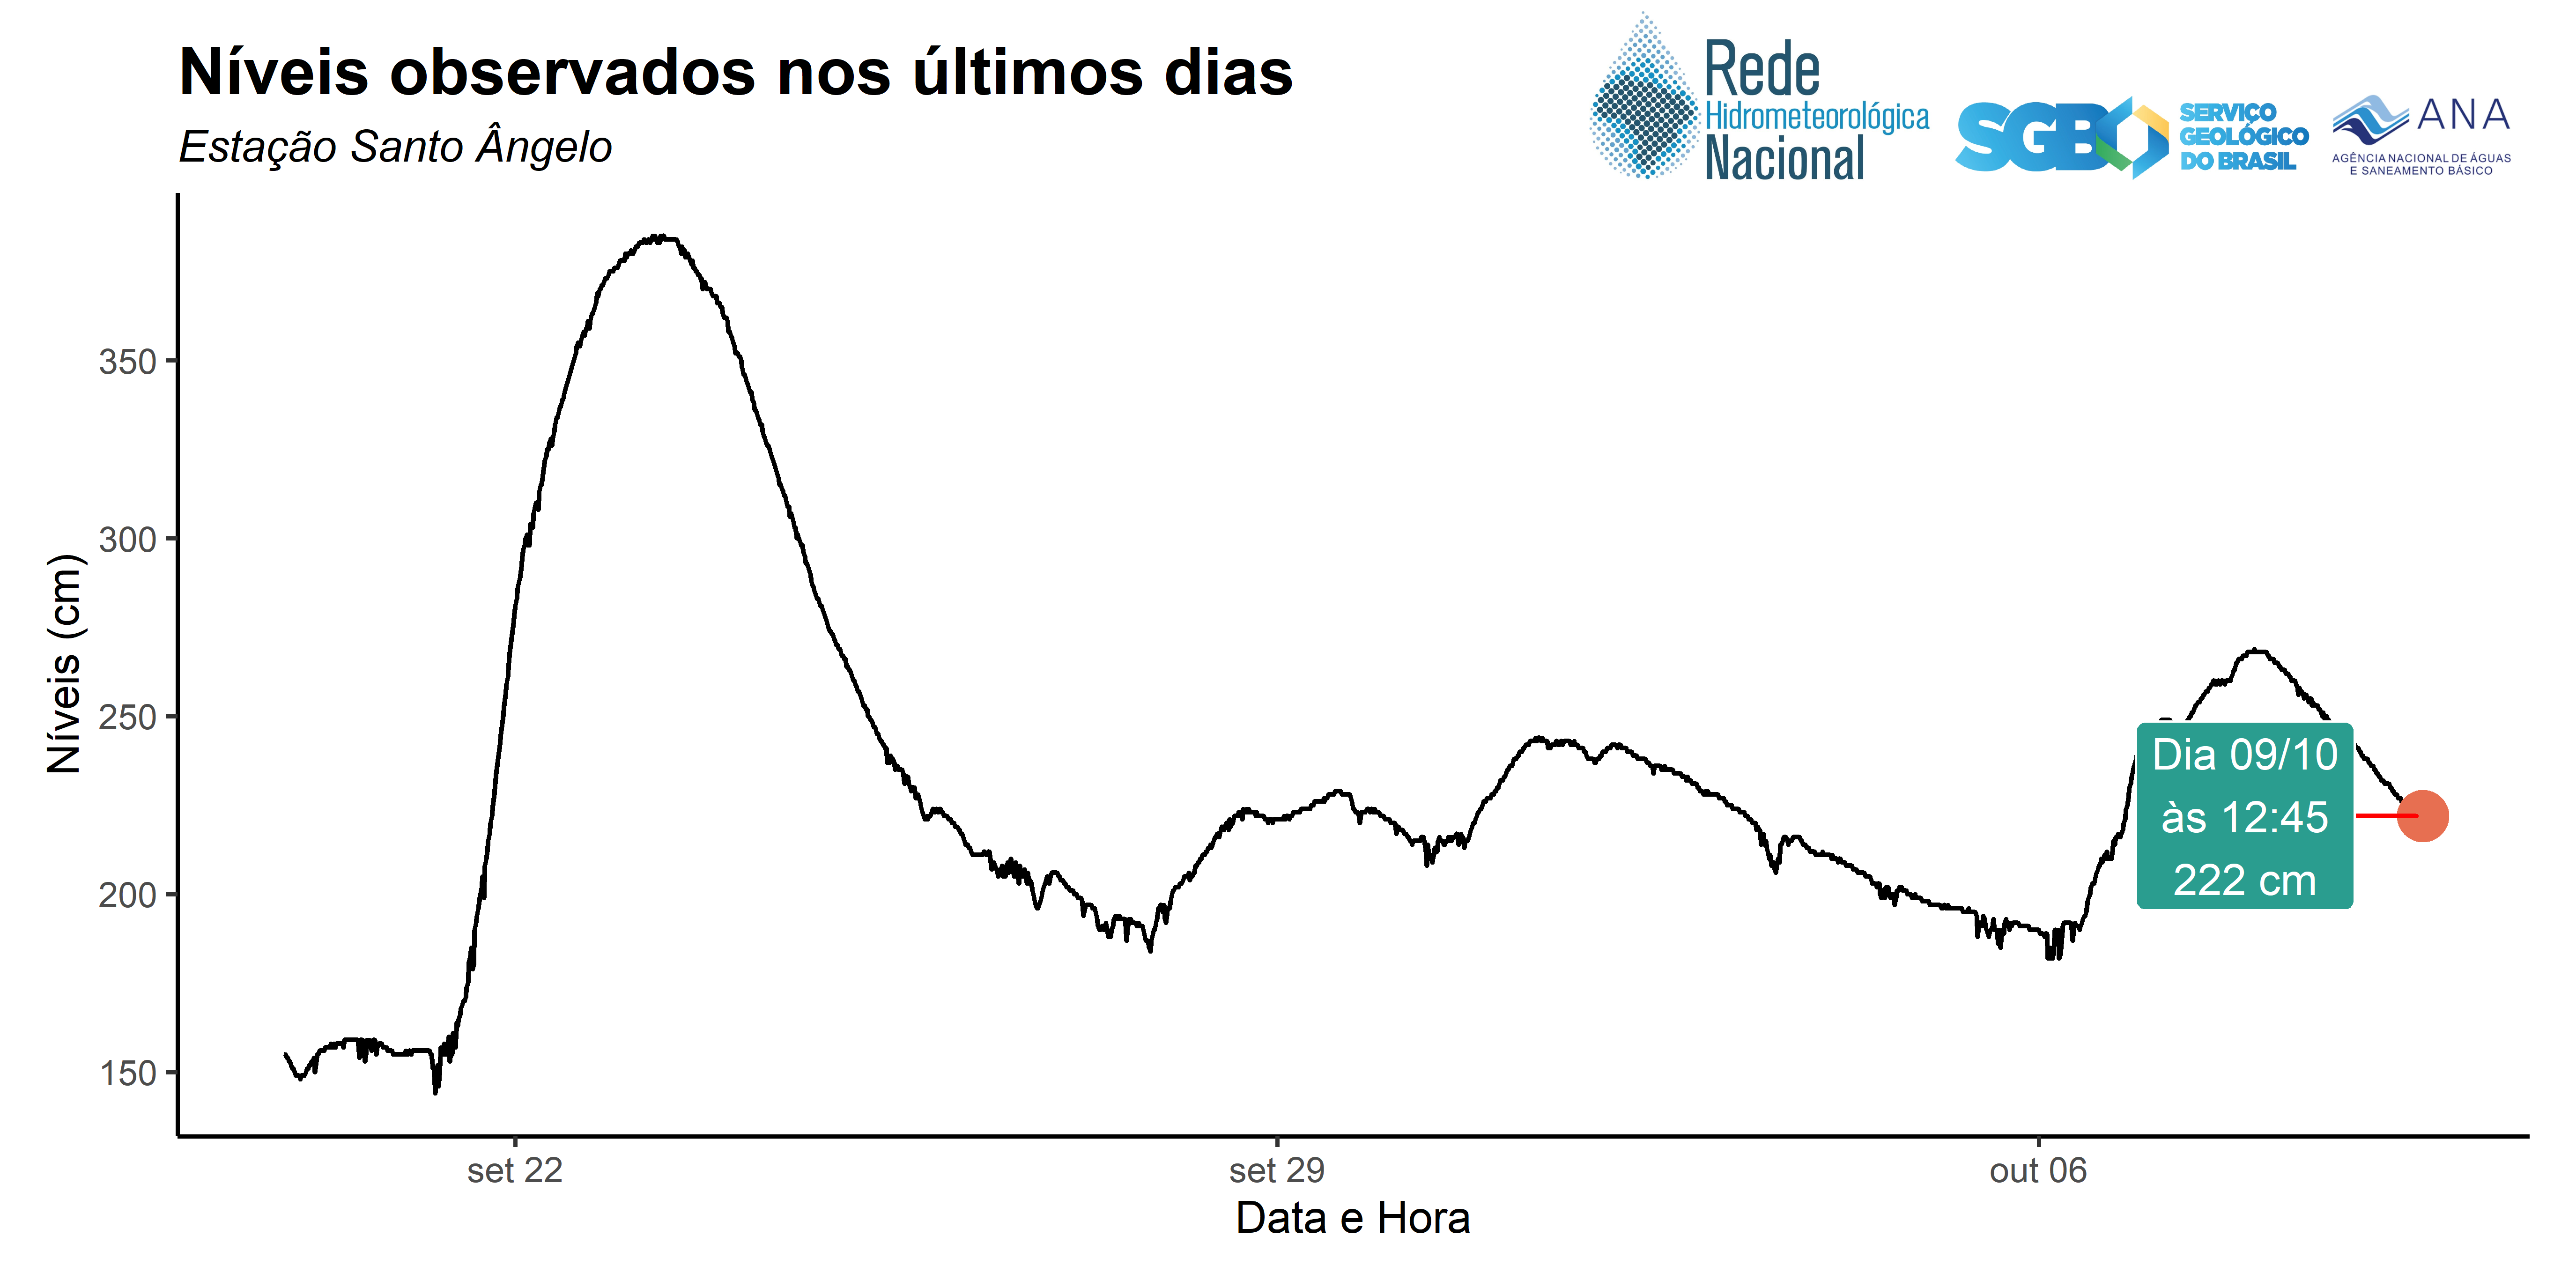 Níveis observados nos últimos dias
Estação Santo Ângelo
Rede
Hidrometeorológica
Nacional
SGB
SERVIÇO
GEOLÓGICO
DO BRASIL
ANA
AGÊNCIA NACIONAL DE ÁGUAS
E SANEAMENTO BÁSICO
Níveis (cm)
350
300
250
200
150
Dia 09/10
às 12:45
222 cm
set 22
set 29
out 06
Data e Hora